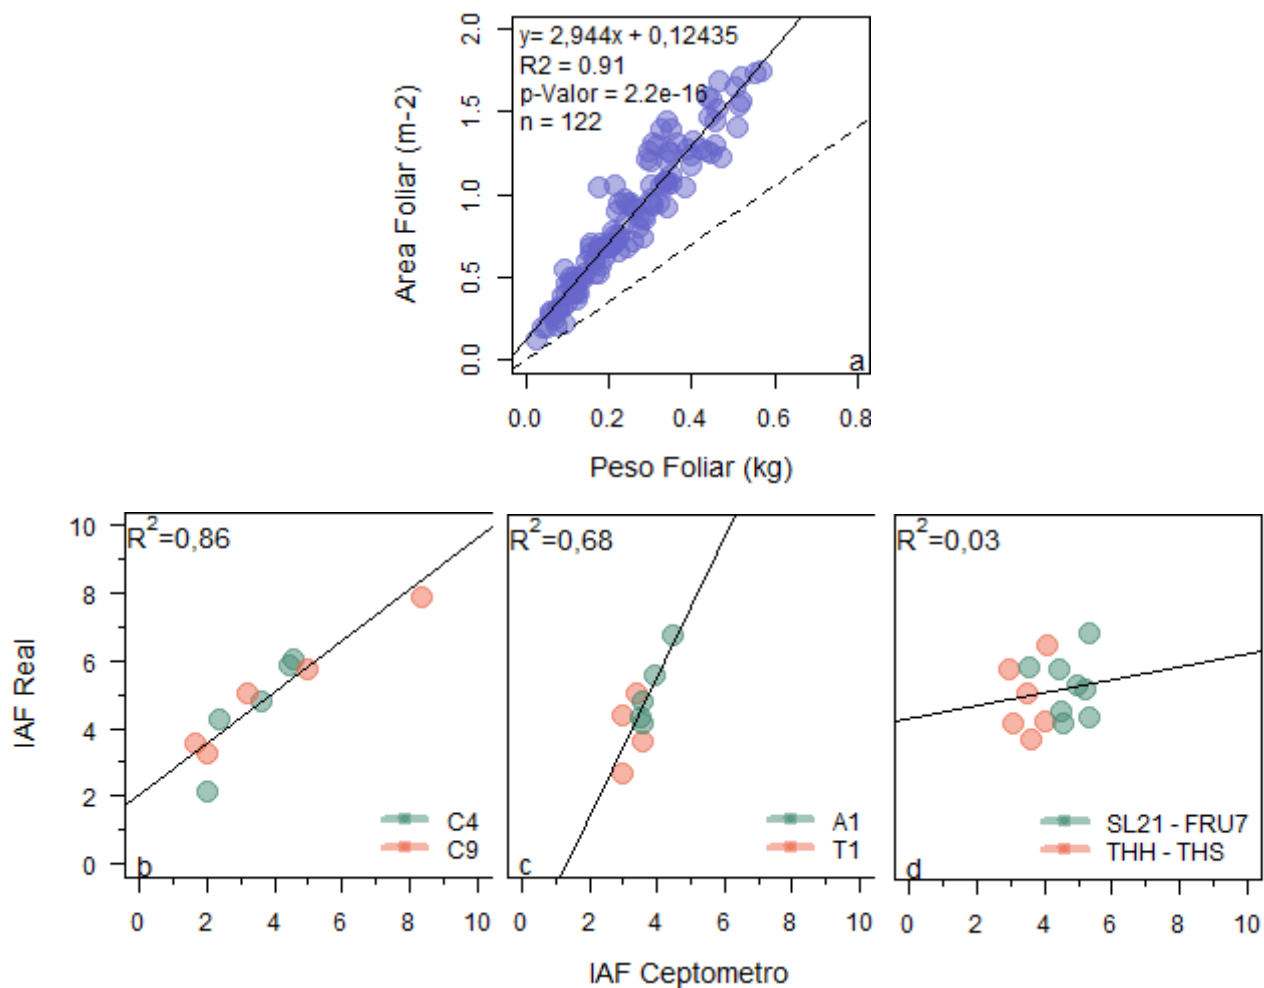 y= 2,944x + 0,12435
R2 = 0.91
p-Valor = 2.2e-16
n = 122
Area Foliar (m-2)
2.0
1.5
1.0
0.5
0.0
a
0.0 0.2 0.4 0.6 0.8
Peso Foliar (kg)
IAF Real
10
8
6
4
2
0
R2=0,86
C4
C9
b
0 2 4 6 8 10
R2=0,68
A1
T1
c
0 2 4 6 8 10
R2=0,03
SL21 - FRU7
THH - THS
d
0 2 4 6 8 10
IAF Ceptometro